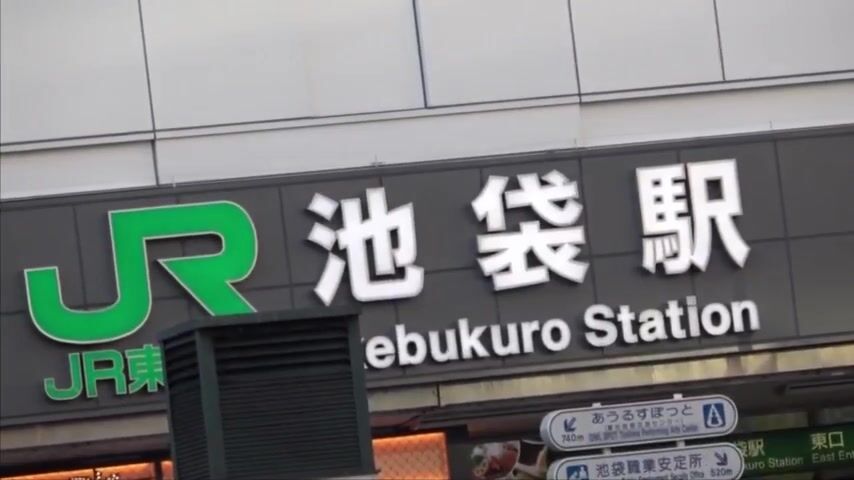 JR 池袋駅
kebukuro Station
JR東
あうるすぽっと
740m
池袋職業安定所
520m
袋駅 東口
uro Station East En